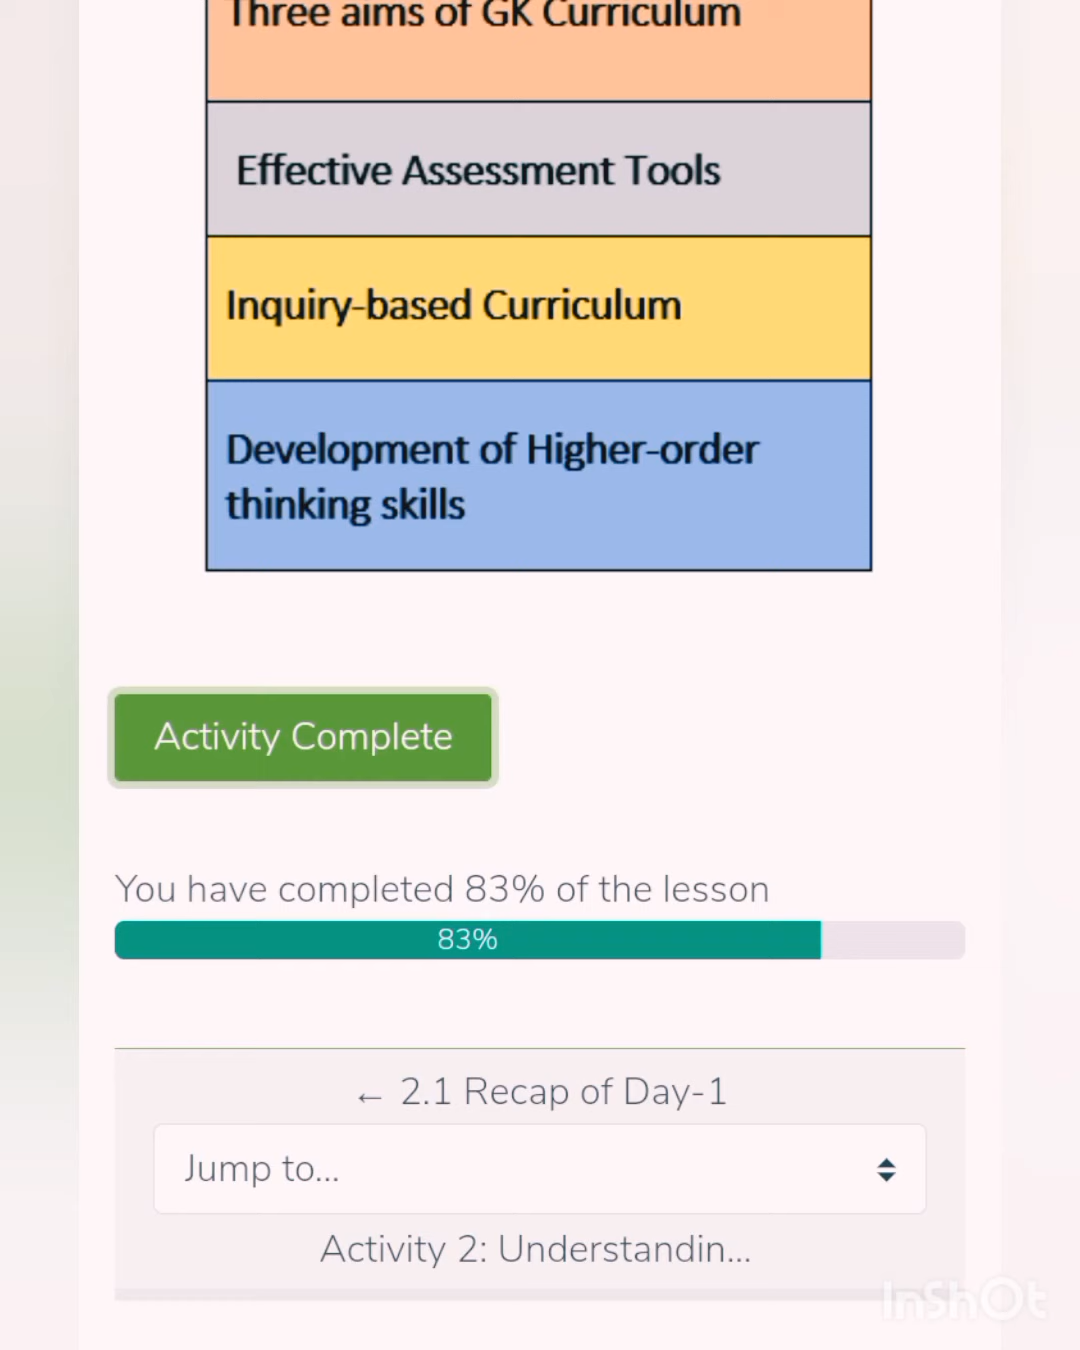 Three aims of GK Curriculum
Effective Assessment Tools
Inquiry-based Curriculum
Development of Higher-order
thinking skills
Activity Complete
You have completed 83% of the lesson
83%
← 2.1 Recap of Day-1
Jump to...
Activity 2: Understandin...
InShOt